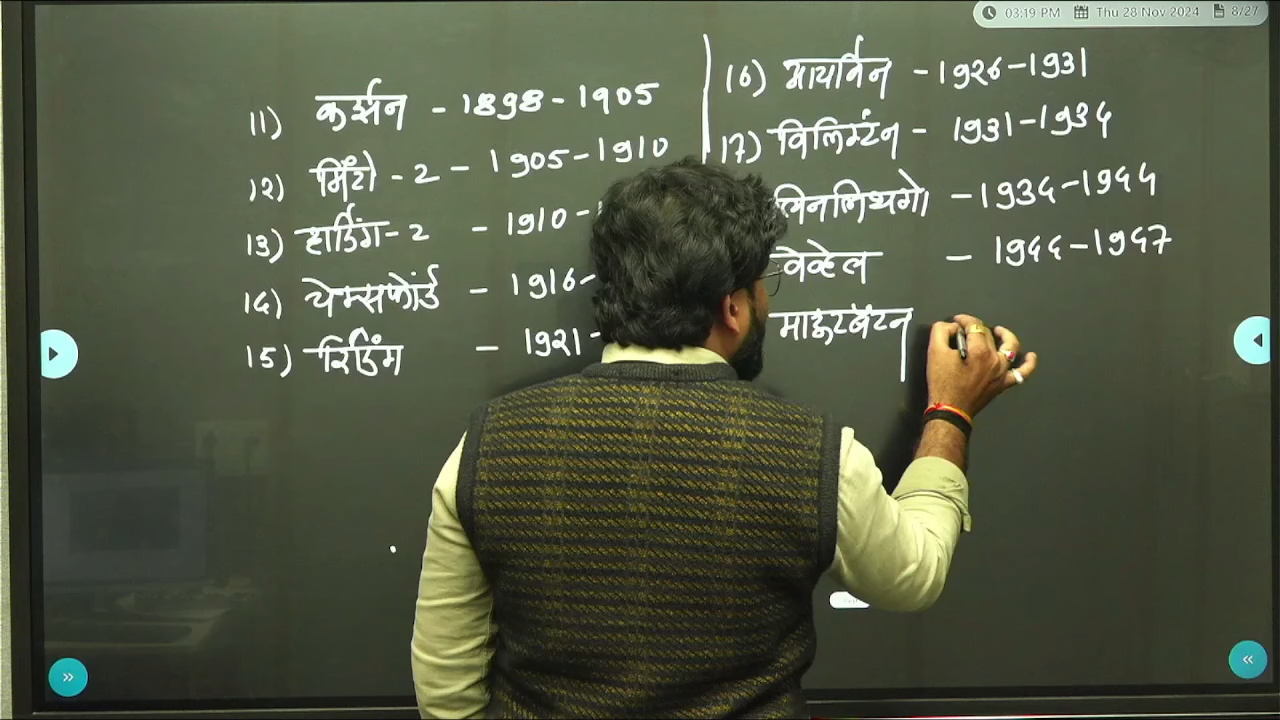 03:19 PM Thu 28 Nov 2024 8/27
11) कर्झन - 1898-1905
12) मिंटो-2 - 1905-1910
13) हार्डिंग-2 - 1910-
14) चेम्सफोर्ड - 1916-
15) रिडिंग - 1921-
16) आयर्विन - 1926-1931
17) विलिंग्टन - 1931-1934
लिनलिथगो - 1934-1944
वेव्हेल - 1944-1947
माऊंटबॅटन